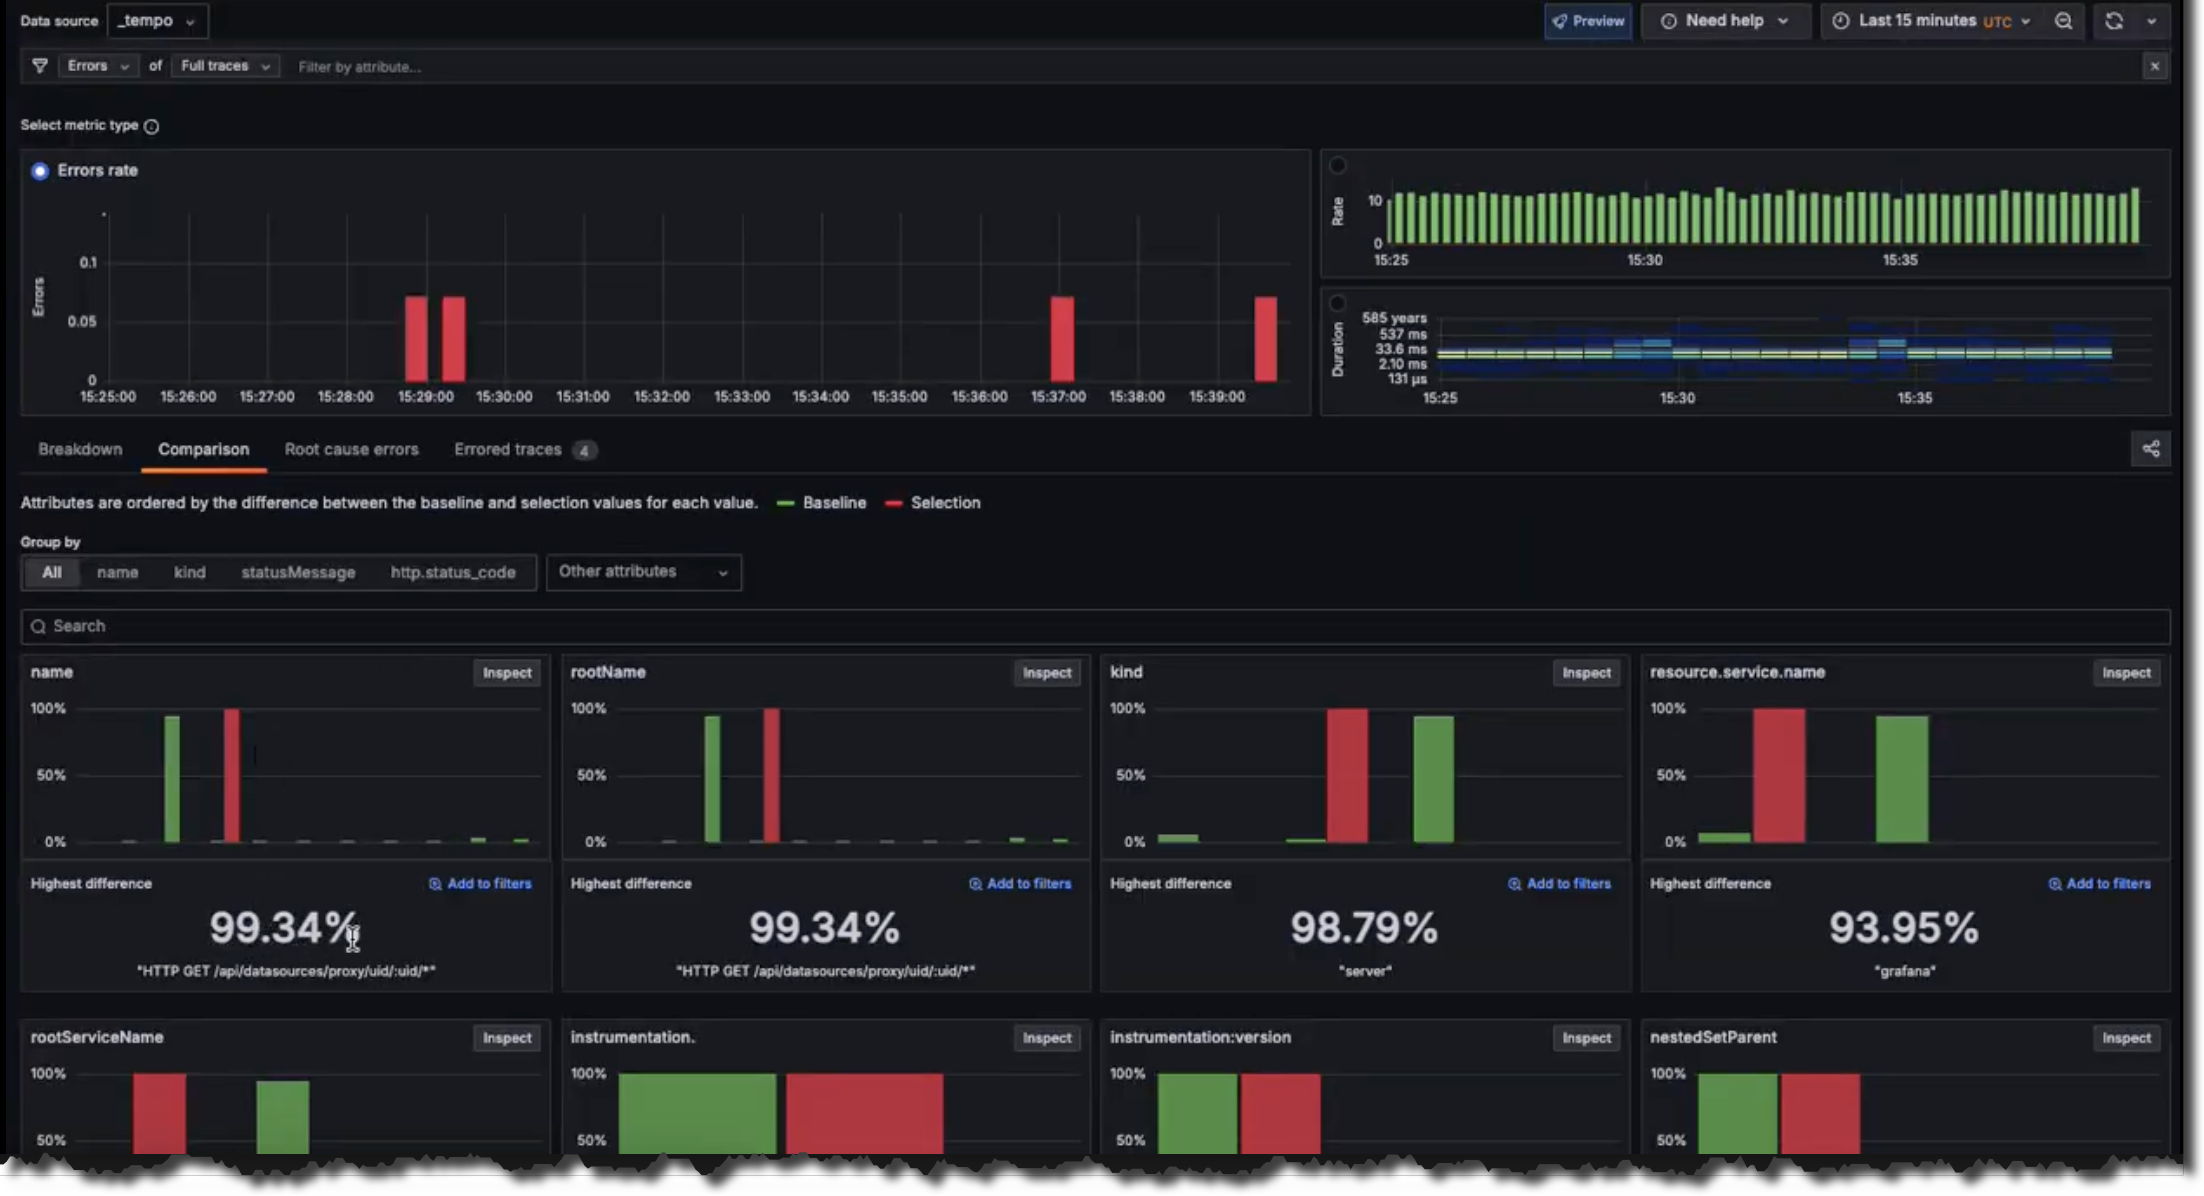 Data source _tempo Preview Need help Last 15 minutes UTC
Errors of Full traces Filter by attribute...
Select metric type
Errors rate
Errors
0.1
0.05
0
15:25:00 15:26:00 15:27:00 15:28:00 15:29:00 15:30:00 15:31:00 15:32:00 15:33:00 15:34:00 15:35:00 15:36:00 15:37:00 15:38:00 15:39:00
Rate
10
0
15:25 15:30 15:35
Duration
585 years
537 ms
33.6 ms
2.10 ms
131 µs
15:25 15:30 15:35
Breakdown Comparison Root cause errors Errored traces 4
Attributes are ordered by the difference between the baseline and selection values for each value. Baseline Selection
Group by
All name kind statusMessage http.status_code Other attributes
Search
name Inspect
100%
50%
0%
Highest difference Add to filters
99.34%
"HTTP GET /api/datasources/proxy/uid/:uid/*"
rootName Inspect
100%
50%
0%
Highest difference Add to filters
99.34%
"HTTP GET /api/datasources/proxy/uid/:uid/*"
kind Inspect
100%
50%
0%
Highest difference Add to filters
98.79%
"server"
resource.service.name Inspect
100%
50%
0%
Highest difference Add to filters
93.95%
"grafana"
rootServiceName Inspect
100%
50%
instrumentation. Inspect
100%
50%
instrumentation:version Inspect
100%
50%
nestedSetParent Inspect
100%
50%